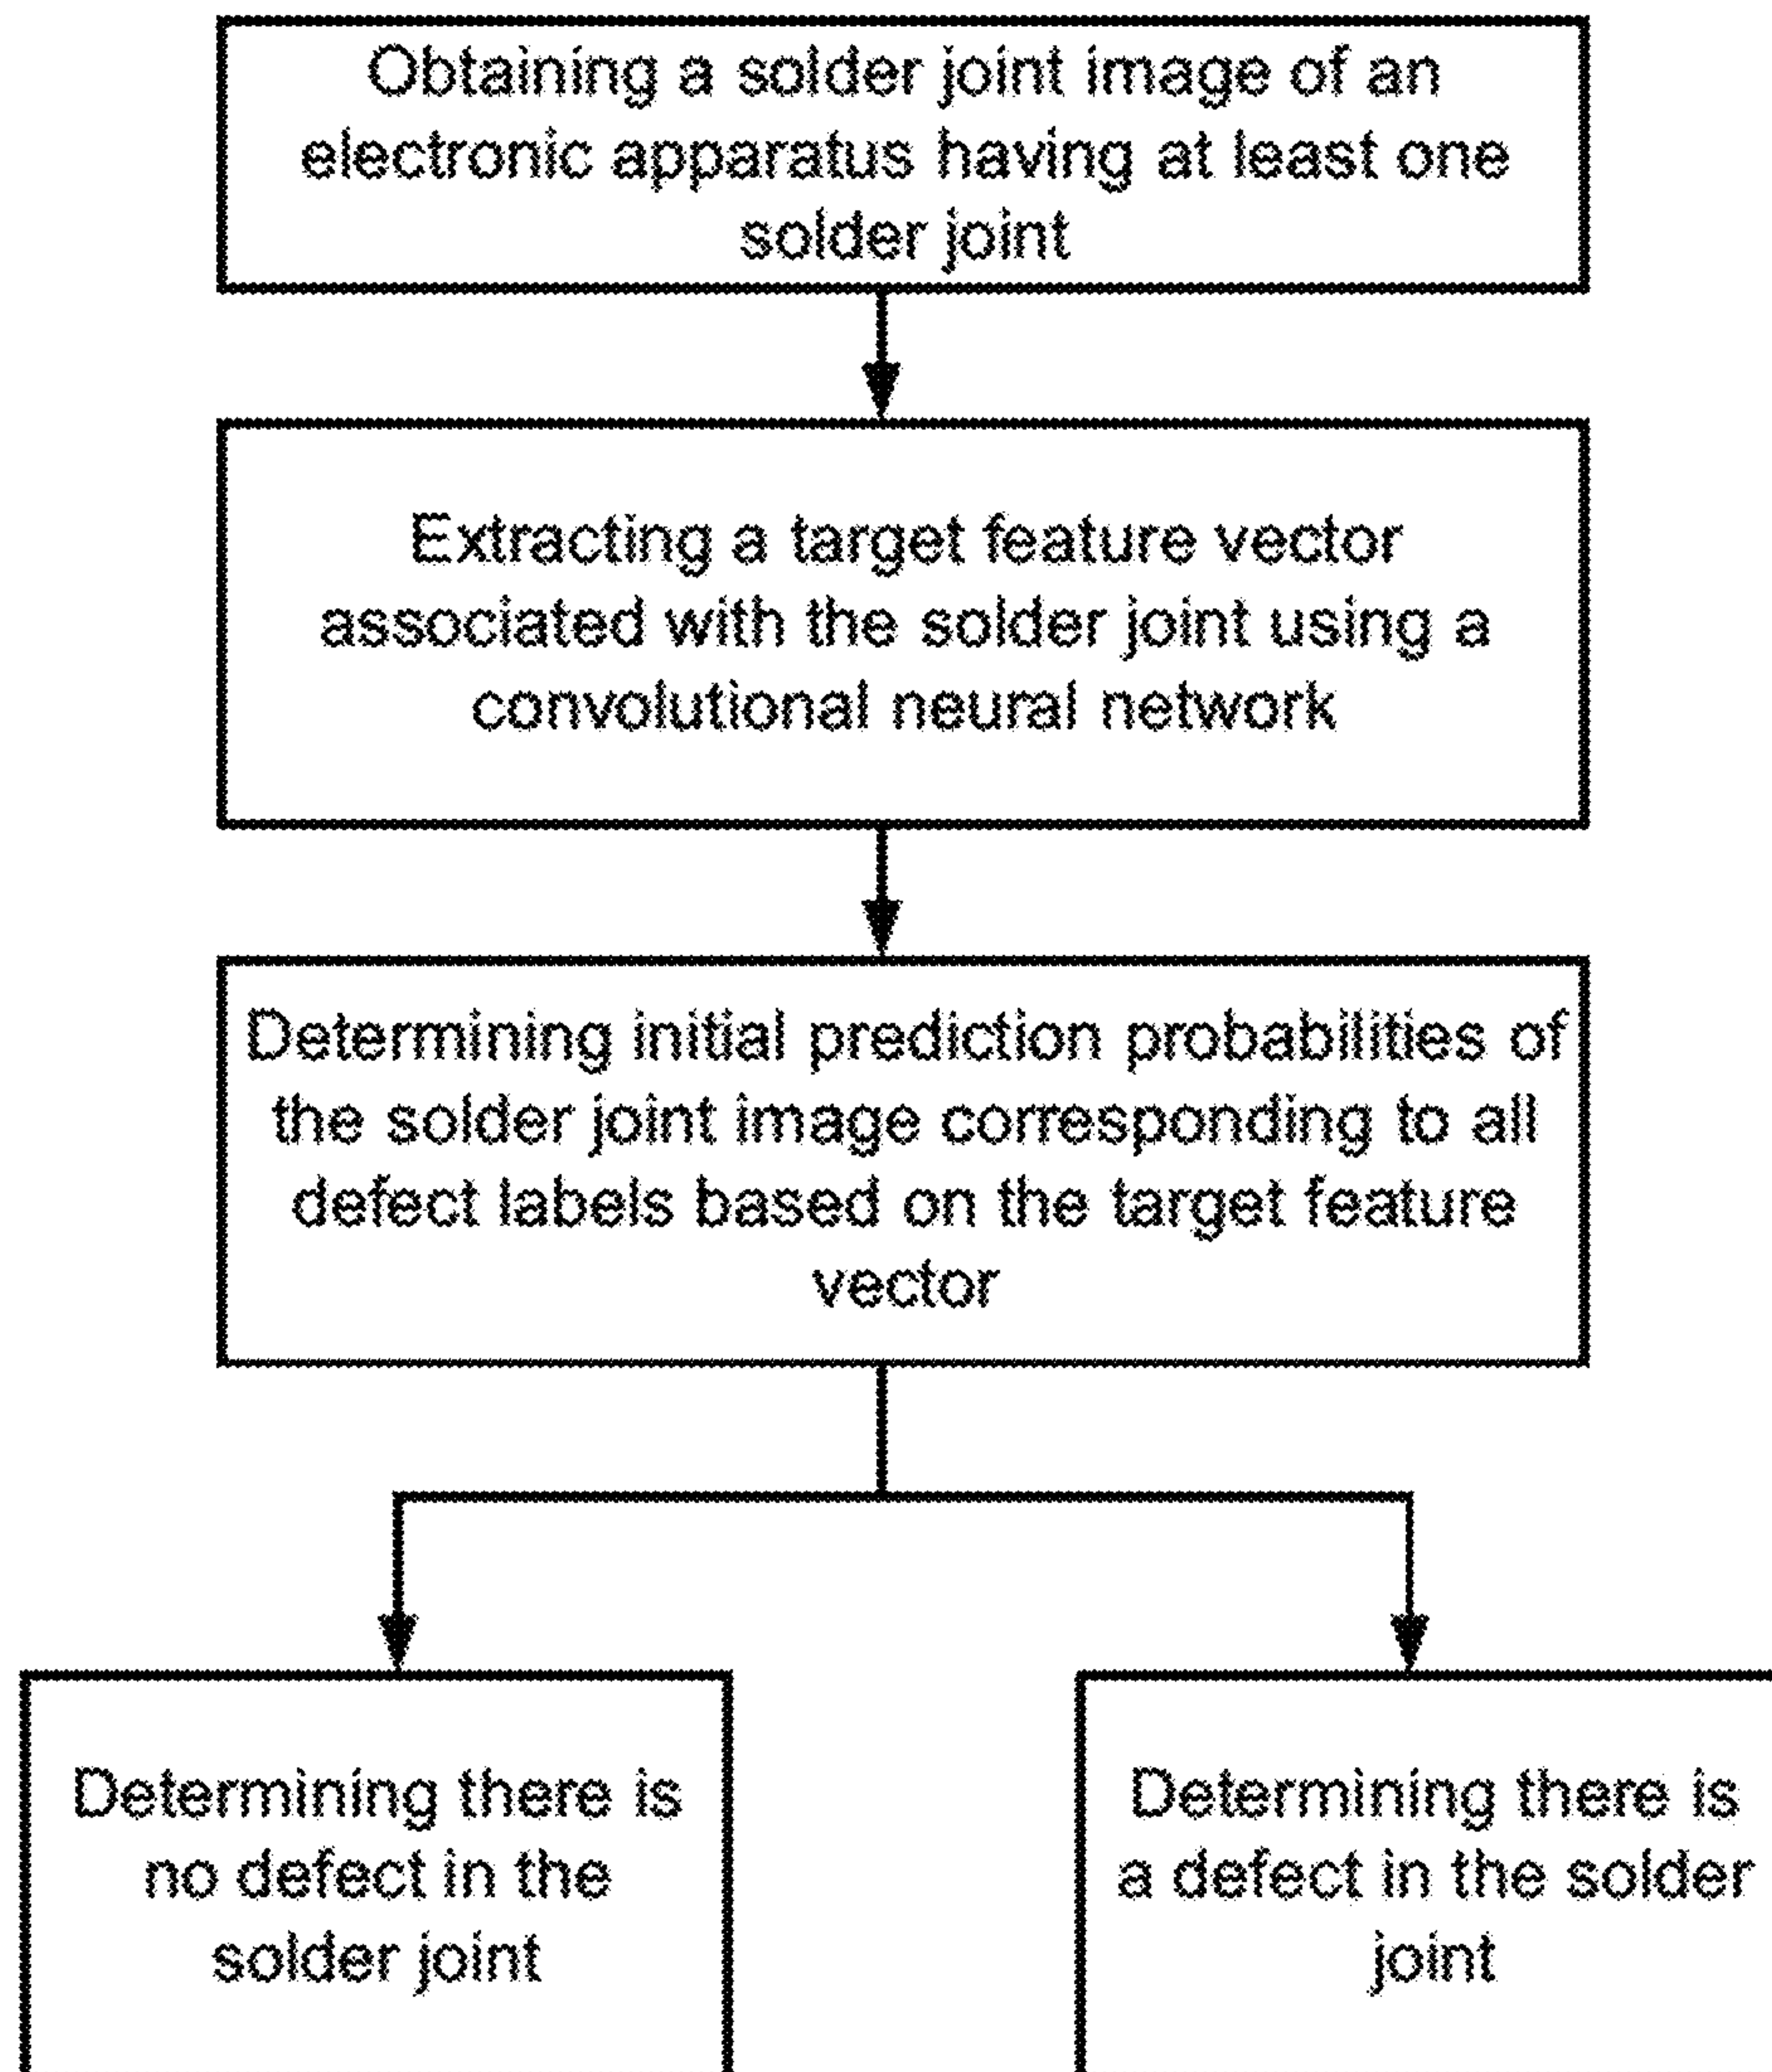 Obtaining a solder joint image of an
electronic apparatus having at least one
solder joint
Extracting a target feature vector
associated with the solder joint using a
convolutional neural network
Determining initial prediction probabilities of
the solder joint image corresponding to all
defect labels based on the target feature
vector
Determining there is
no defect in the
solder joint
Determining there is
a defect in the solder
joint